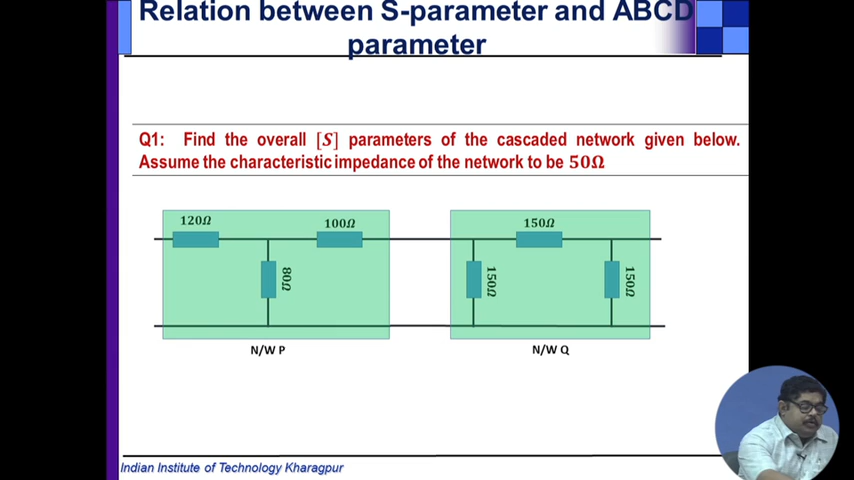 Relation between S-parameter and ABCD
parameter
Q1: Find the overall [S] parameters of the cascaded network given below.
Assume the characteristic impedance of the network to be 50Ω
120Ω
100Ω
80Ω
150Ω
150Ω
150Ω
N/W P
N/W Q
Indian Institute of Technology Kharagpur